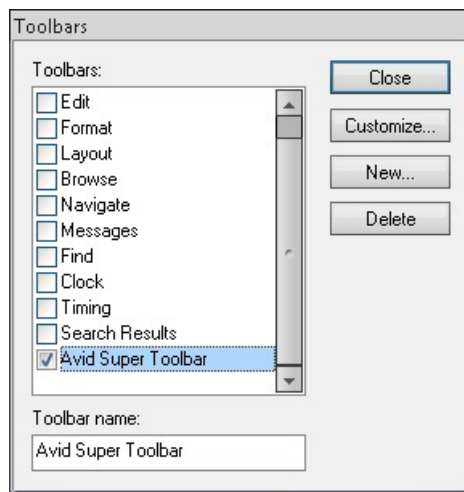 Toolbars
Toolbars:
Edit
Format
Layout
Browse
Navigate
Messages
Find
Clock
Timing
Search Results
Avid Super Toolbar
Close
Customize...
New...
Delete
Toolbar name:
Avid Super Toolbar